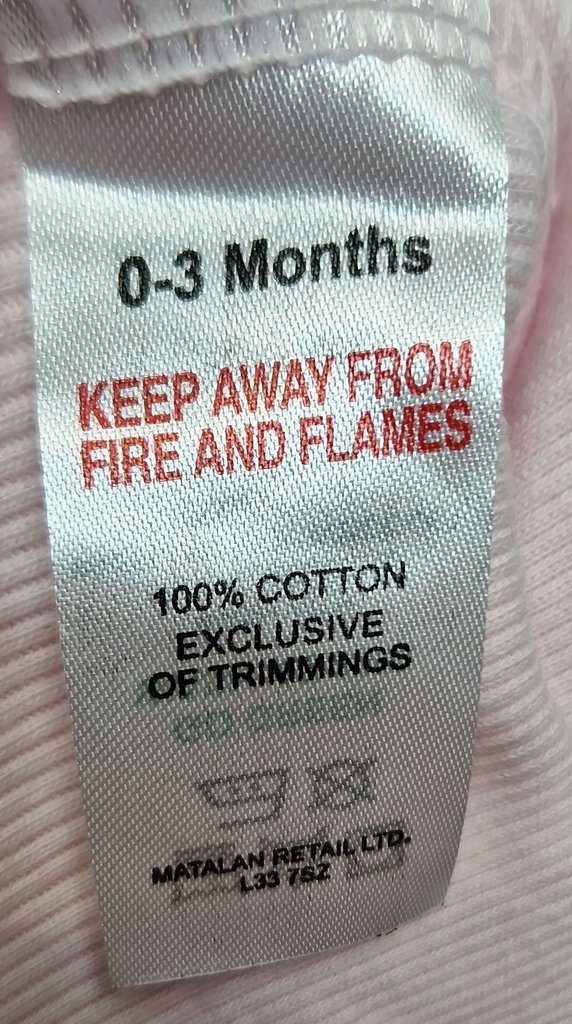 0-3 Months
KEEP AWAY FROM
FIRE AND FLAMES
100% COTTON
EXCLUSIVE
OF TRIMMINGS
MATALAN RETAIL LTD.
L33 7SZ